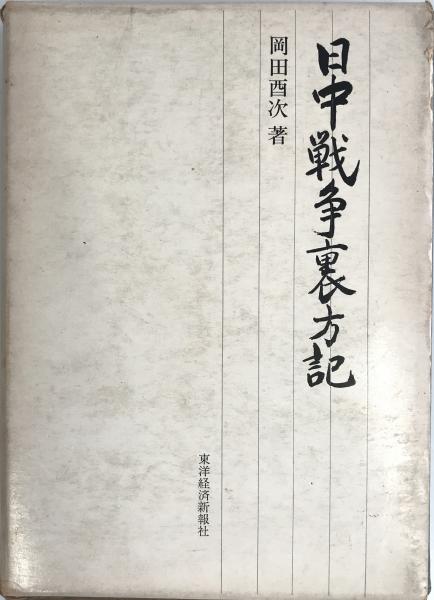 日中戦争裏方記
岡田酉次 著
東洋経済新報社